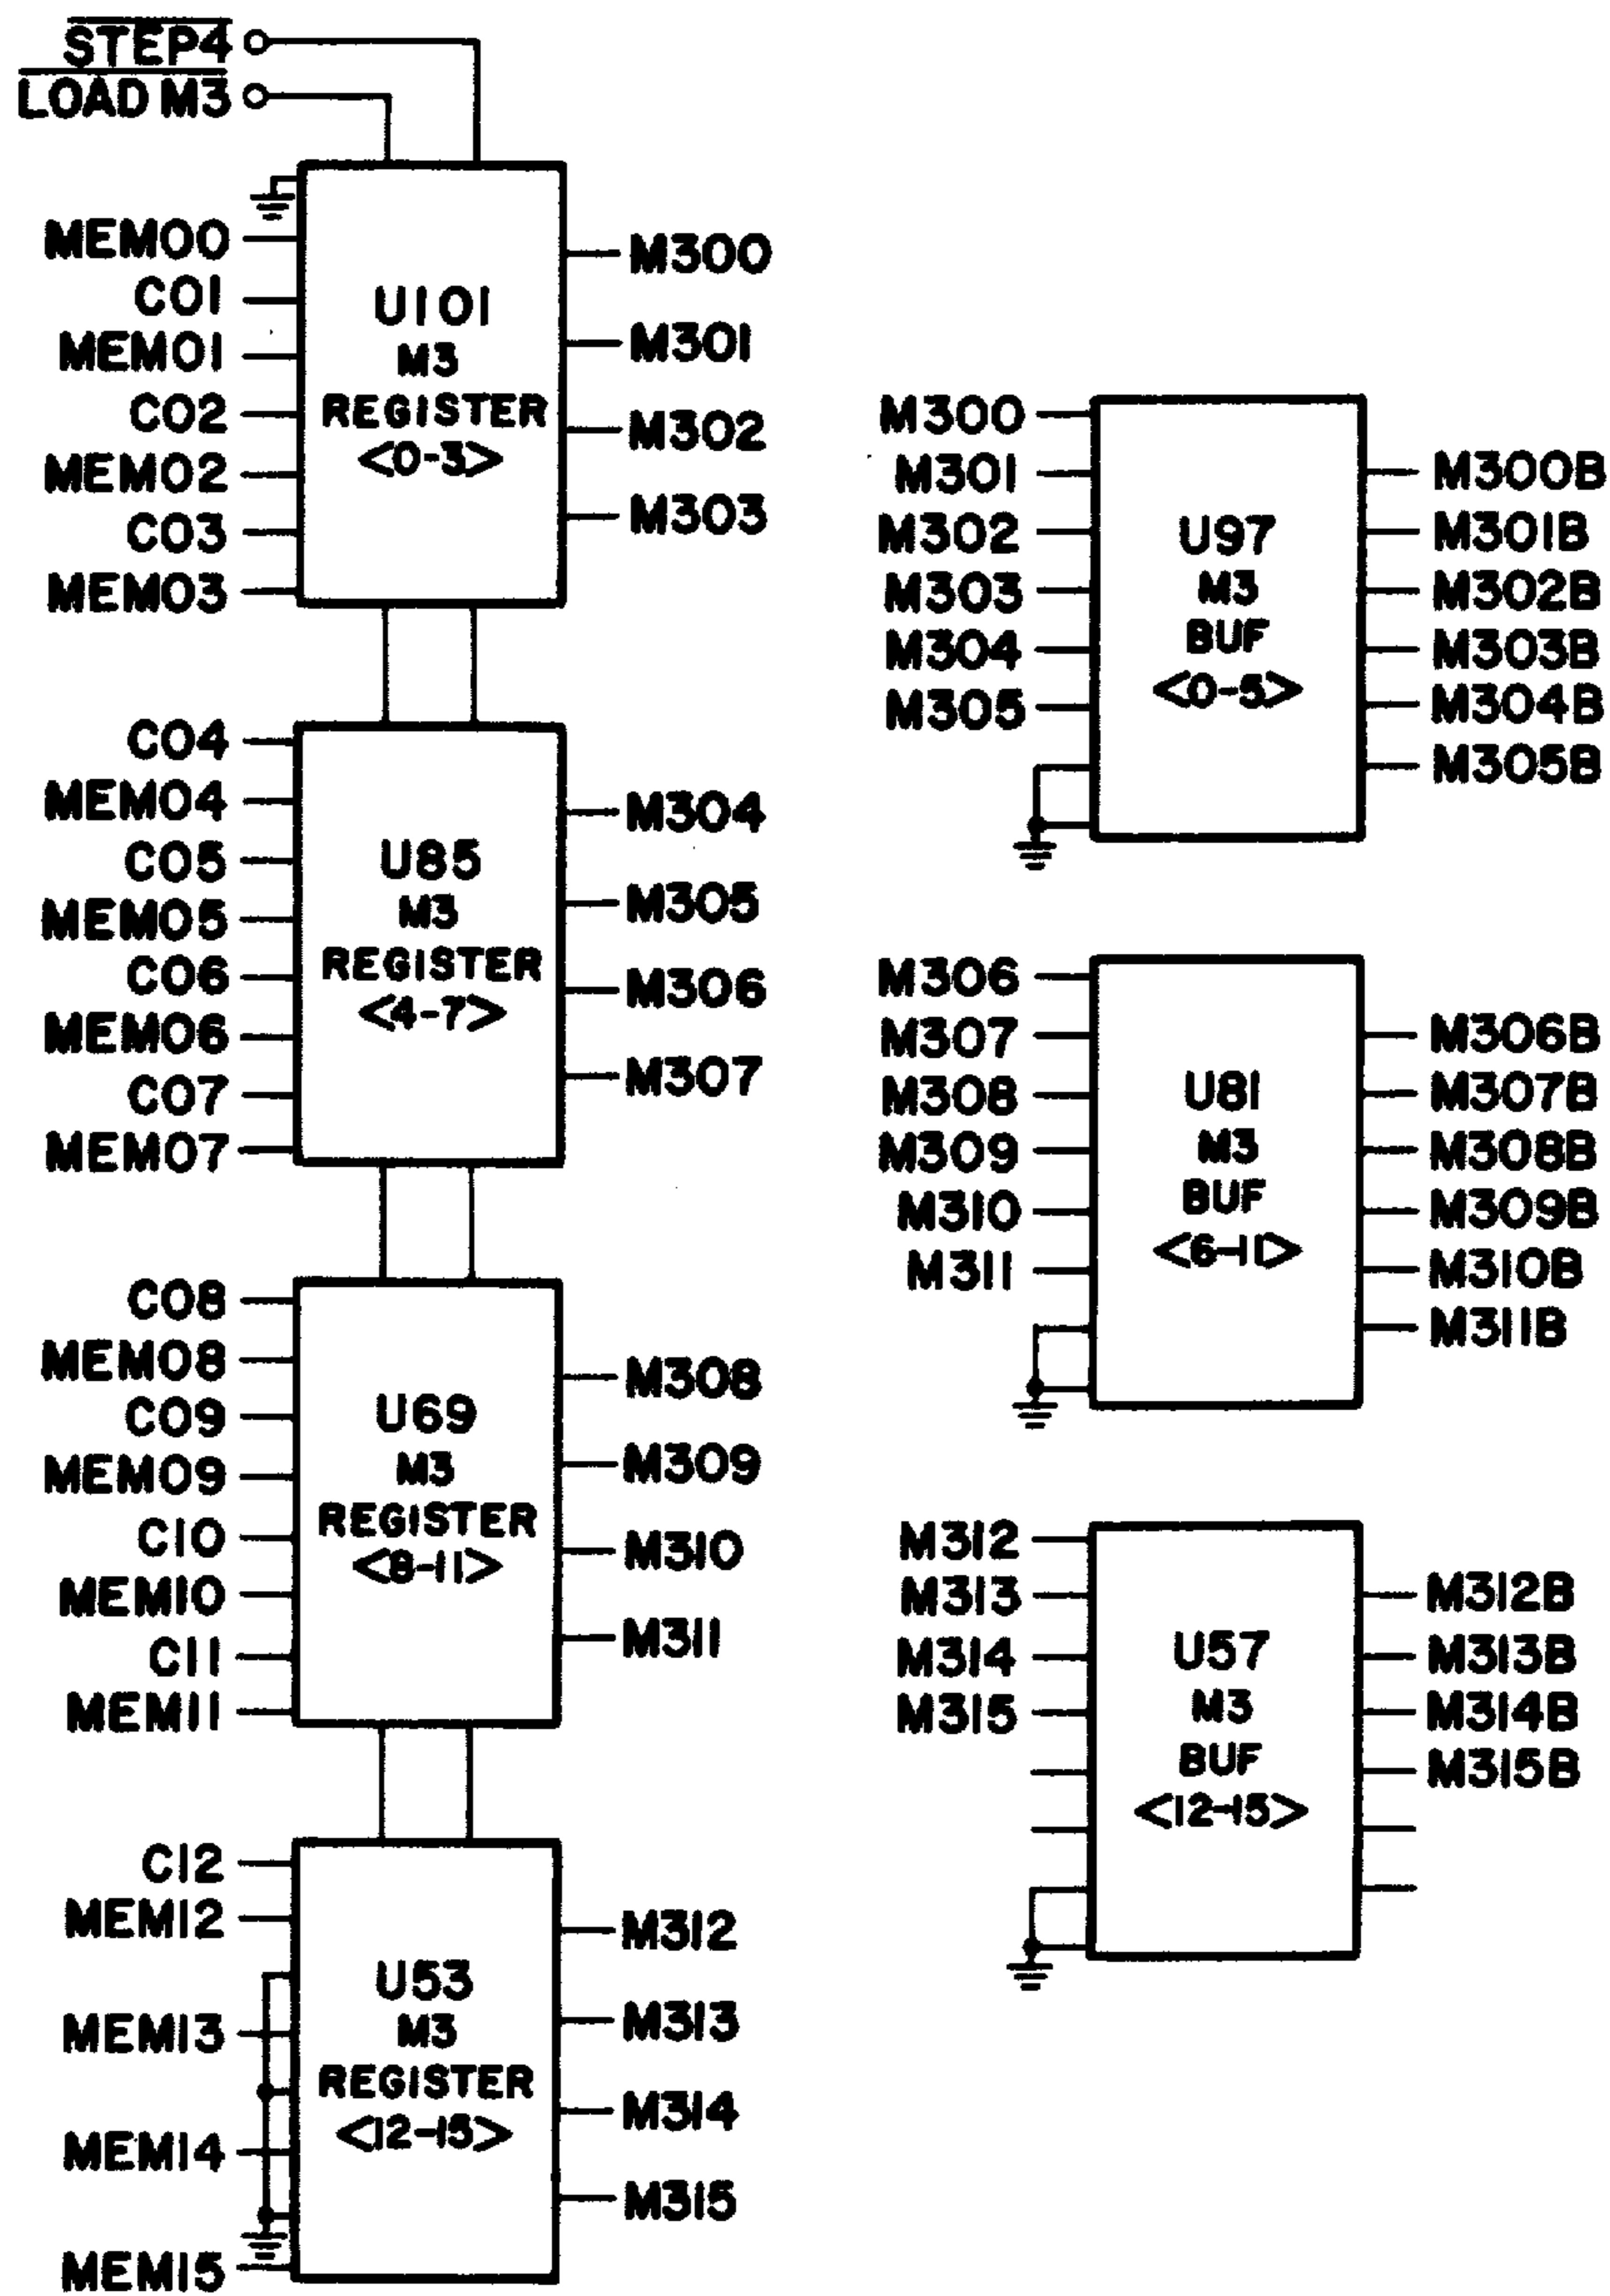 STEP4
LOAD M3
MEM00
C01
MEM01
C02
MEM02
C03
MEM03
U101
M3
REGISTER
<0-3>
M300
M301
M302
M303
C04
MEM04
C05
MEM05
C06
MEM06
C07
MEM07
U85
M3
REGISTER
<4-7>
M304
M305
M306
M307
C08
MEM08
C09
MEM09
C10
MEM10
C11
MEM11
U69
M3
REGISTER
<8-11>
M308
M309
M310
M311
C12
MEM12
MEM13
MEM14
MEM15
U53
M3
REGISTER
<12-15>
M312
M313
M314
M315
M300
M301
M302
M303
M304
M305
U97
M3
BUF
<0-5>
M300B
M301B
M302B
M303B
M304B
M305B
M306
M307
M308
M309
M310
M311
U81
M3
BUF
<6-11>
M306B
M307B
M308B
M309B
M310B
M311B
M312
M313
M314
M315
U57
M3
BUF
<12-15>
M312B
M313B
M314B
M315B